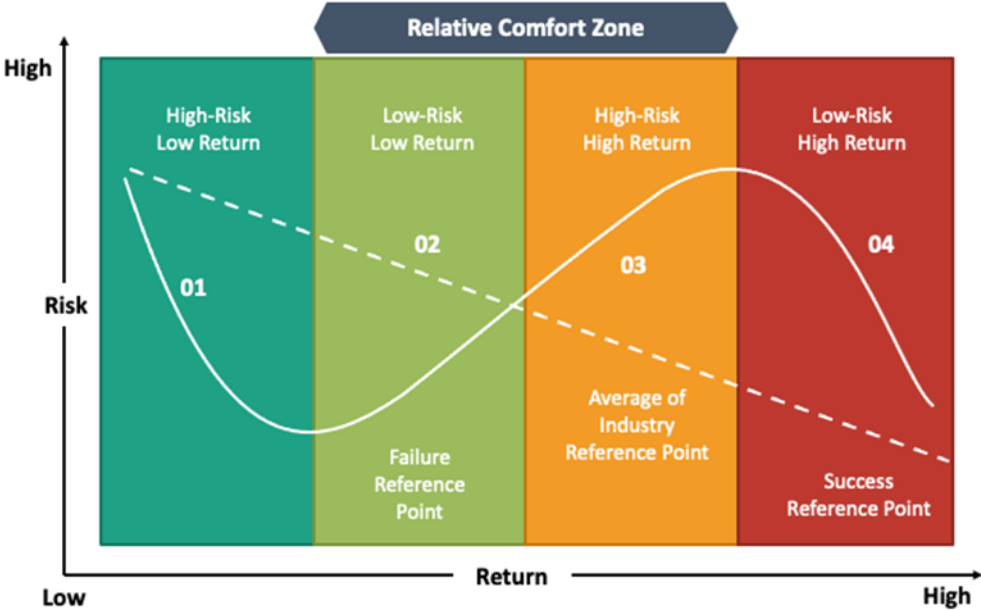 Relative Comfort Zone
High
High-Risk
Low Return
Low-Risk
Low Return
High-Risk
High Return
Low-Risk
High Return
01
02
03
04
Risk
Failure
Reference
Point
Average of
Industry
Reference Point
Success
Reference Point
Low
Return
High